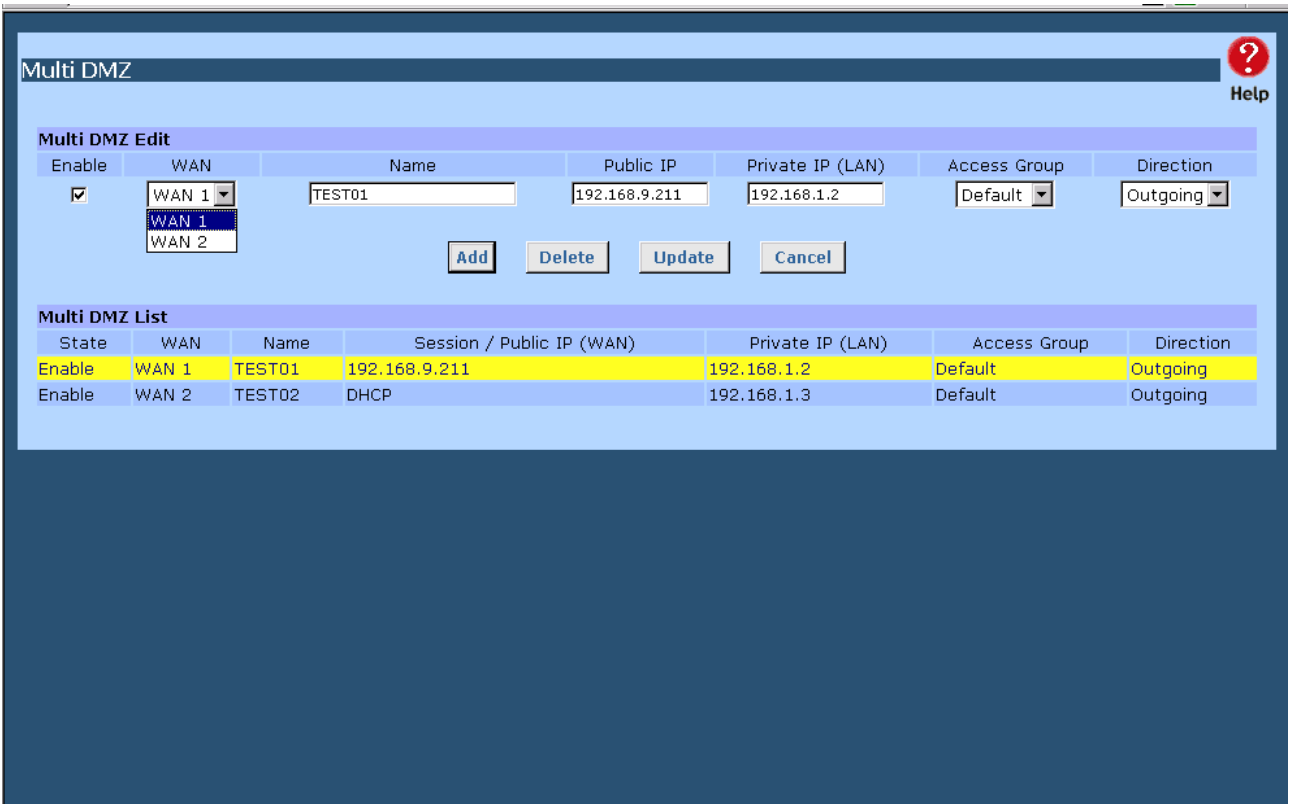 Multi DMZ
?
Help
Multi DMZ Edit
Enable WAN Name Public IP Private IP (LAN) Access Group Direction
WAN 1 TEST01 192.168.9.211 192.168.1.2 Default Outgoing
WAN 1
WAN 2
Add Delete Update Cancel
Multi DMZ List
State WAN Name Session / Public IP (WAN) Private IP (LAN) Access Group Direction
Enable WAN 1 TEST01 192.168.9.211 192.168.1.2 Default Outgoing
Enable WAN 2 TEST02 DHCP 192.168.1.3 Default Outgoing